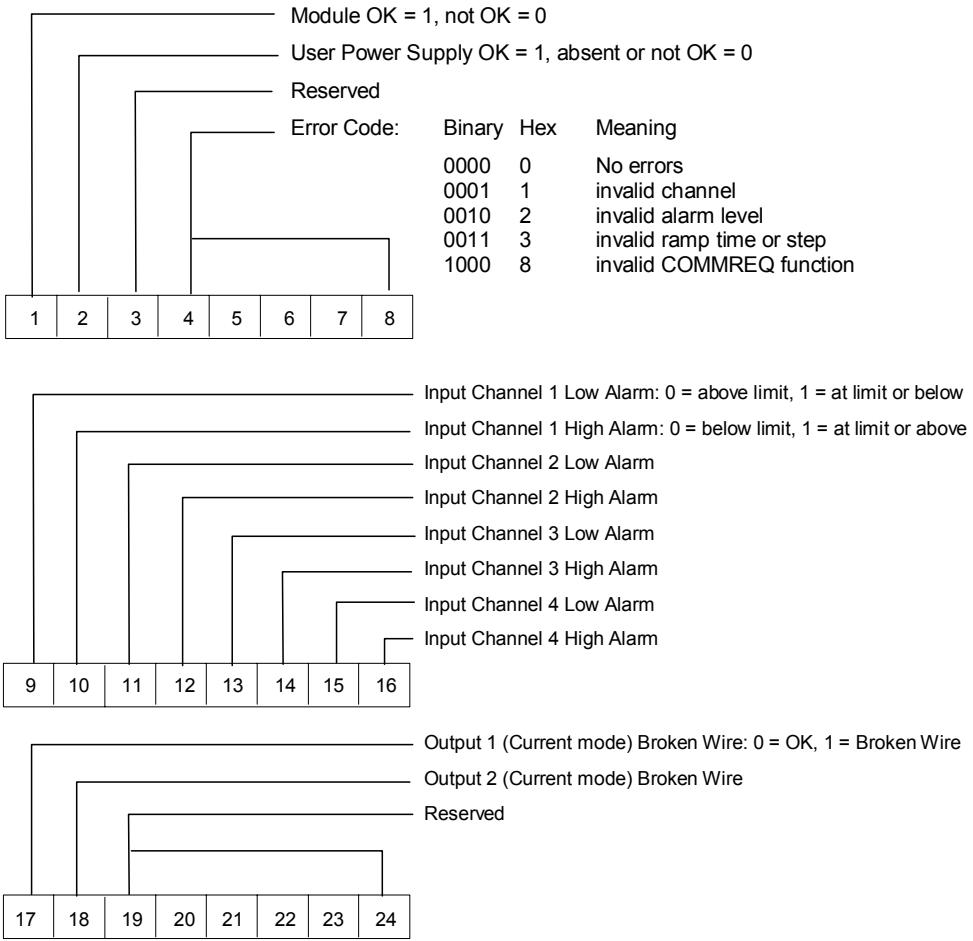 Module OK = 1, not OK = 0
User Power Supply OK = 1, absent or not OK = 0
Reserved
Error Code: Binary Hex Meaning
0000 0 No errors
0001 1 invalid channel
0010 2 invalid alarm level
0011 3 invalid ramp time or step
1000 8 invalid COMMREQ function
1 2 3 4 5 6 7 8
Input Channel 1 Low Alarm: 0 = above limit, 1 = at limit or below
Input Channel 1 High Alarm: 0 = below limit, 1 = at limit or above
Input Channel 2 Low Alarm
Input Channel 2 High Alarm
Input Channel 3 Low Alarm
Input Channel 3 High Alarm
Input Channel 4 Low Alarm
Input Channel 4 High Alarm
9 10 11 12 13 14 15 16
Output 1 (Current mode) Broken Wire: 0 = OK, 1 = Broken Wire
Output 2 (Current mode) Broken Wire
Reserved
17 18 19 20 21 22 23 24